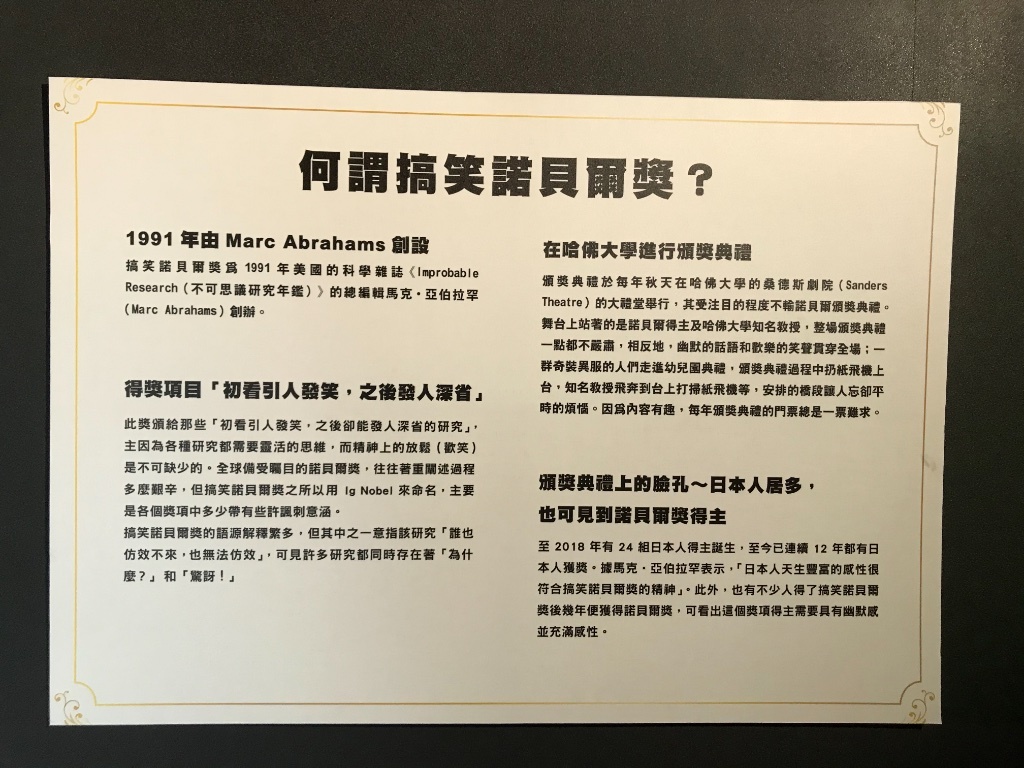 何謂搞笑諾貝爾獎？
1991 年由 Marc Abrahams 創設
搞笑諾貝爾獎為 1991 年美國的科學雜誌《Improbable
Research（不可思議研究年鑑）》的總編輯馬克・亞伯拉罕
（Marc Abrahams）創辦。
得獎項目「初看引人發笑，之後發人深省」
此獎頒給那些「初看引人發笑，之後卻能發人深省的研究」，
主因為各種研究都需要靈活的思維，而精神上的放鬆（歡笑）
是不可缺少的。全球備受矚目的諾貝爾獎，往往著重闡述過程
多麼艱辛，但搞笑諾貝爾獎之所以用 Ig Nobel 來命名，主要
是各個獎項中多少帶有些許諷刺意涵。
搞笑諾貝爾獎的語源解釋繁多，但其中之一意指該研究「誰也
仿效不來，也無法仿效」，可見許多研究都同時存在著「為什
麼？」和「驚訝！」
在哈佛大學進行頒獎典禮
頒獎典禮於每年秋天在哈佛大學的桑德斯劇院（Sanders
Theatre）的大禮堂舉行，其受注目的程度不輸諾貝爾頒獎典禮。
舞台上站著的是諾貝爾得主及哈佛大學知名教授，整場頒獎典禮
一點都不嚴肅，相反地，幽默的話語和歡樂的笑聲貫穿全場；一
群奇裝異服的人們走進幼兒園典禮，頒獎典禮過程中扔紙飛機上
台，知名教授飛奔到台上打掃紙飛機等，安排的橋段讓人忘卻平
時的煩惱。因為內容有趣，每年頒獎典禮的門票總是一票難求。
頒獎典禮上的臉孔～日本人居多，
也可見到諾貝爾獎得主
至 2018 年有 24 組日本人得主誕生，至今已連續 12 年都有日
本人獲獎。據馬克・亞伯拉罕表示，「日本人天生豐富的感性很
符合搞笑諾貝爾獎的精神」。此外，也有不少人得了搞笑諾貝爾
獎後幾年便獲得諾貝爾獎，可看出這個獎項得主需要具有幽默感
並充滿感性。